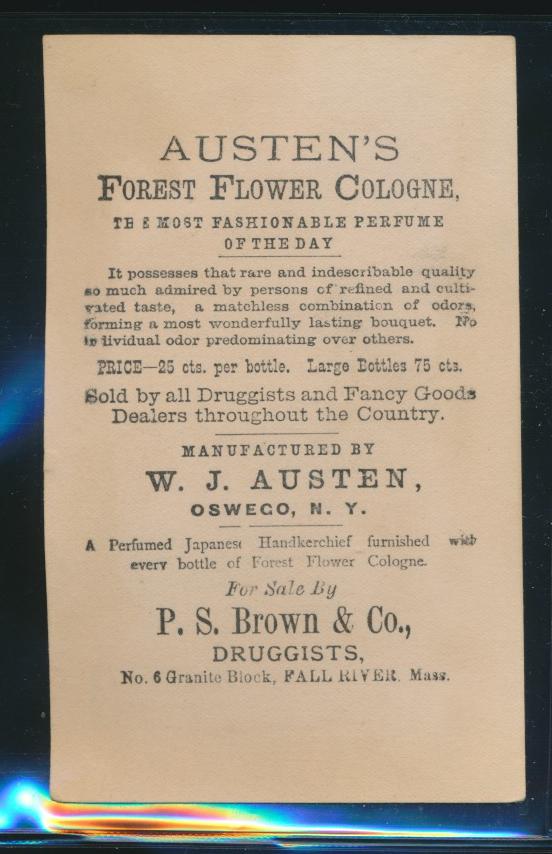 AUSTEN'S
FOREST FLOWER COLOGNE,
THE MOST FASHIONABLE PERFUME
OF THE DAY
It possesses that rare and indescribable quality
so much admired by persons of refined and culti-
vated taste, a matchless combination of odors,
forming a most wonderfully lasting bouquet. No
individual odor predominating over others.
PRICE—25 cts. per bottle. Large Bottles 75 cts.
Sold by all Druggists and Fancy Goods
Dealers throughout the Country.
MANUFACTURED BY
W. J. AUSTEN,
OSWEGO, N. Y.
A Perfumed Japanese Handkerchief furnished with
every bottle of Forest Flower Cologne.
For Sale By
P. S. Brown & Co.,
DRUGGISTS,
No. 6 Granite Block, FALL RIVER. Mass.